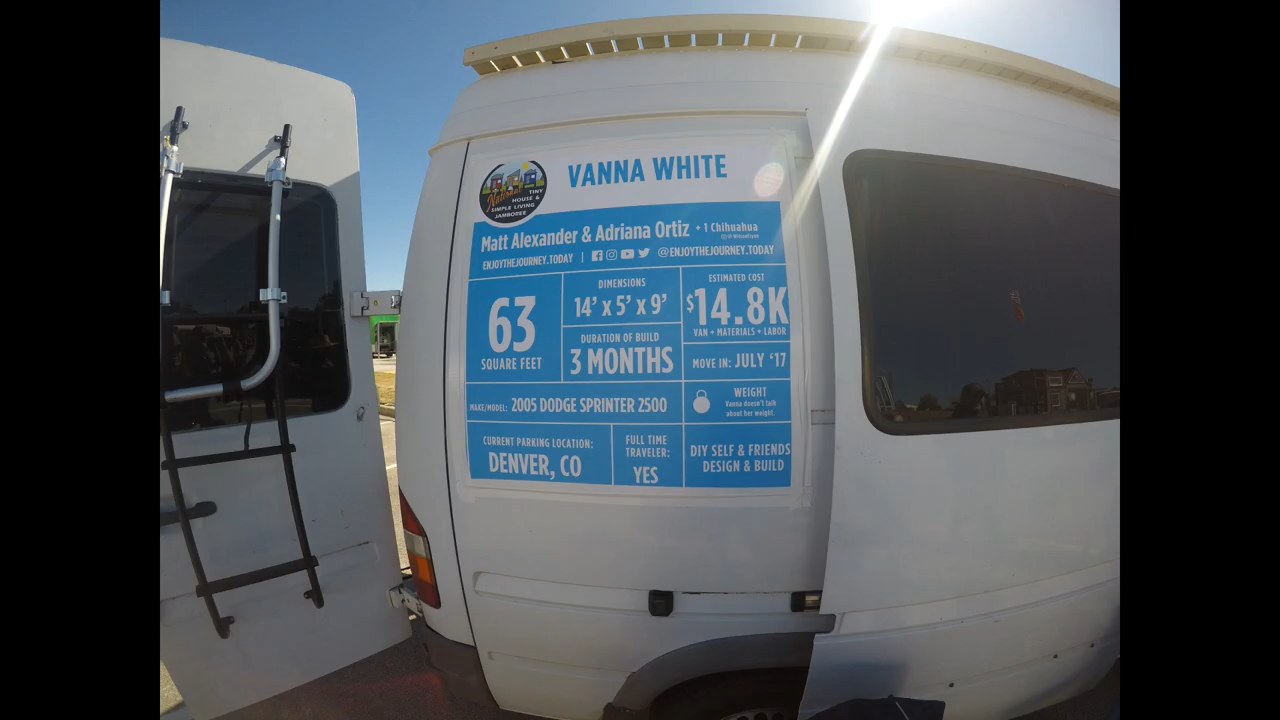 VANNA WHITE
National
TINY
HOUSE &
SIMPLE LIVING
JAMBOREE
Matt Alexander & Adriana Ortiz + 1 Chihuahua
ENJOYTHEJOURNEY.TODAY | @ENJOYTHEJOURNEY.TODAY
63
SQUARE FEET
DIMENSIONS
14' x 5' x 9'
DURATION OF BUILD
3 MONTHS
ESTIMATED COST
$14.8K
VAN + MATERIALS + LABOR
MOVE IN: JULY '17
MAKE/MODEL: 2005 DODGE SPRINTER 2500
WEIGHT
Vanna doesn't talk
about her weight.
CURRENT PARKING LOCATION:
DENVER, CO
FULL TIME
TRAVELER:
YES
DIY SELF & FRIENDS
DESIGN & BUILD